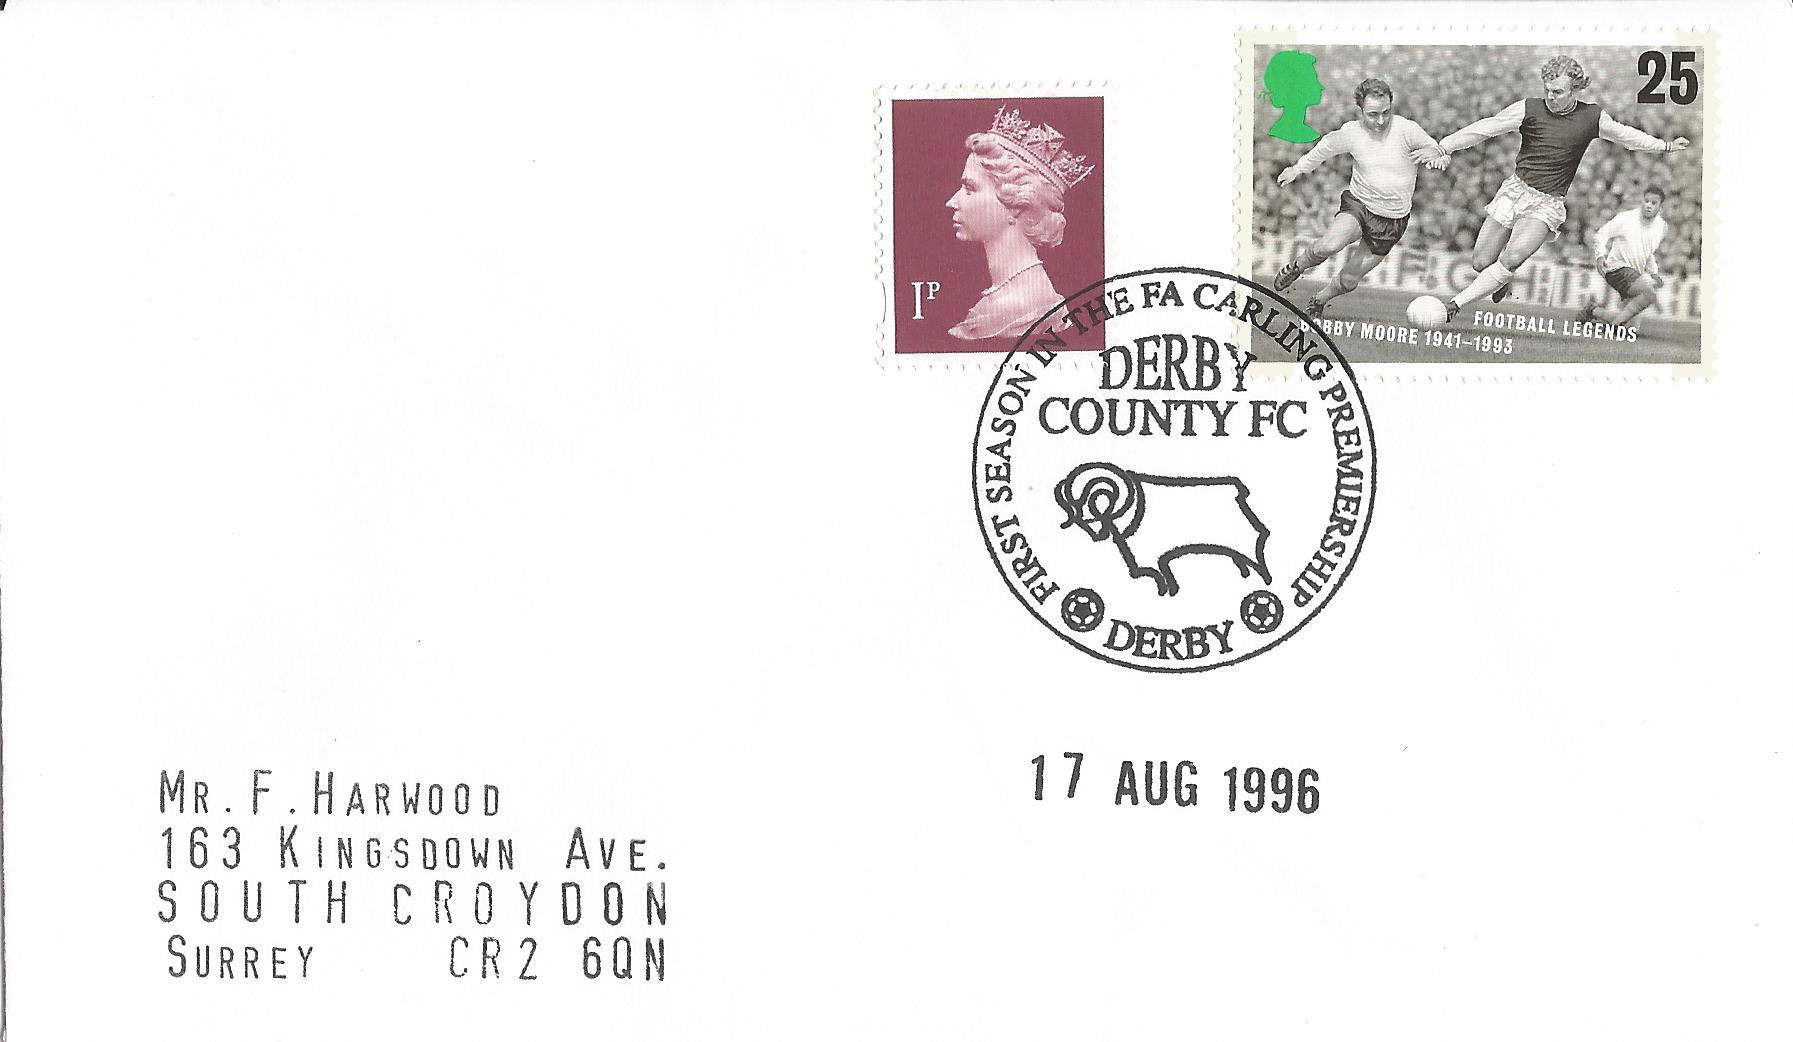 1P
25
FOOTBALL LEGENDS
BOBBY MOORE 1941-1993
FIRST SEASON IN THE FA CARLING PREMIERSHIP
DERBY
COUNTY FC
DERBY
17 AUG 1996
MR. F. HARWOOD
163 KINGSDOWN AVE.
SOUTH CROYDON
SURREY CR2 6QN